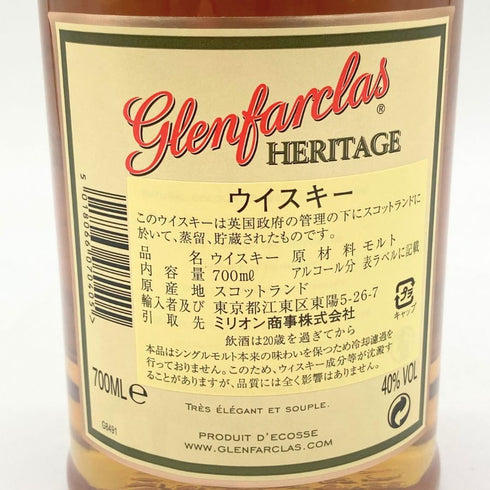 Glenfarclas®
HERITAGE
ウイスキー
このウイスキーは英国政府の管理の下にスコットランドに
於いて、蒸留、貯蔵されたものです。
品名 ウイスキー 原材料 モルト
内容量 700mℓ アルコール分 表ラベルに記載
原産地 スコットランド
輸入者及び 東京都江東区東陽5-26-7
引取先 ミリオン商事株式会社
プラ
キャップ
飲酒は20歳を過ぎてから
本品はシングルモルト本来の味わいを保つため冷却濾過を
行っておりません。このため、ウイスキー成分等が沈澱す
ることがありますが、品質には全く影響はありません。
5 018066 070405
700ML e
40% VOL
TRÈS ÉLÉGANT ET SOUPLE.
G6491
PRODUIT D'ECOSSE
WWW.GLENFARCLAS.COM